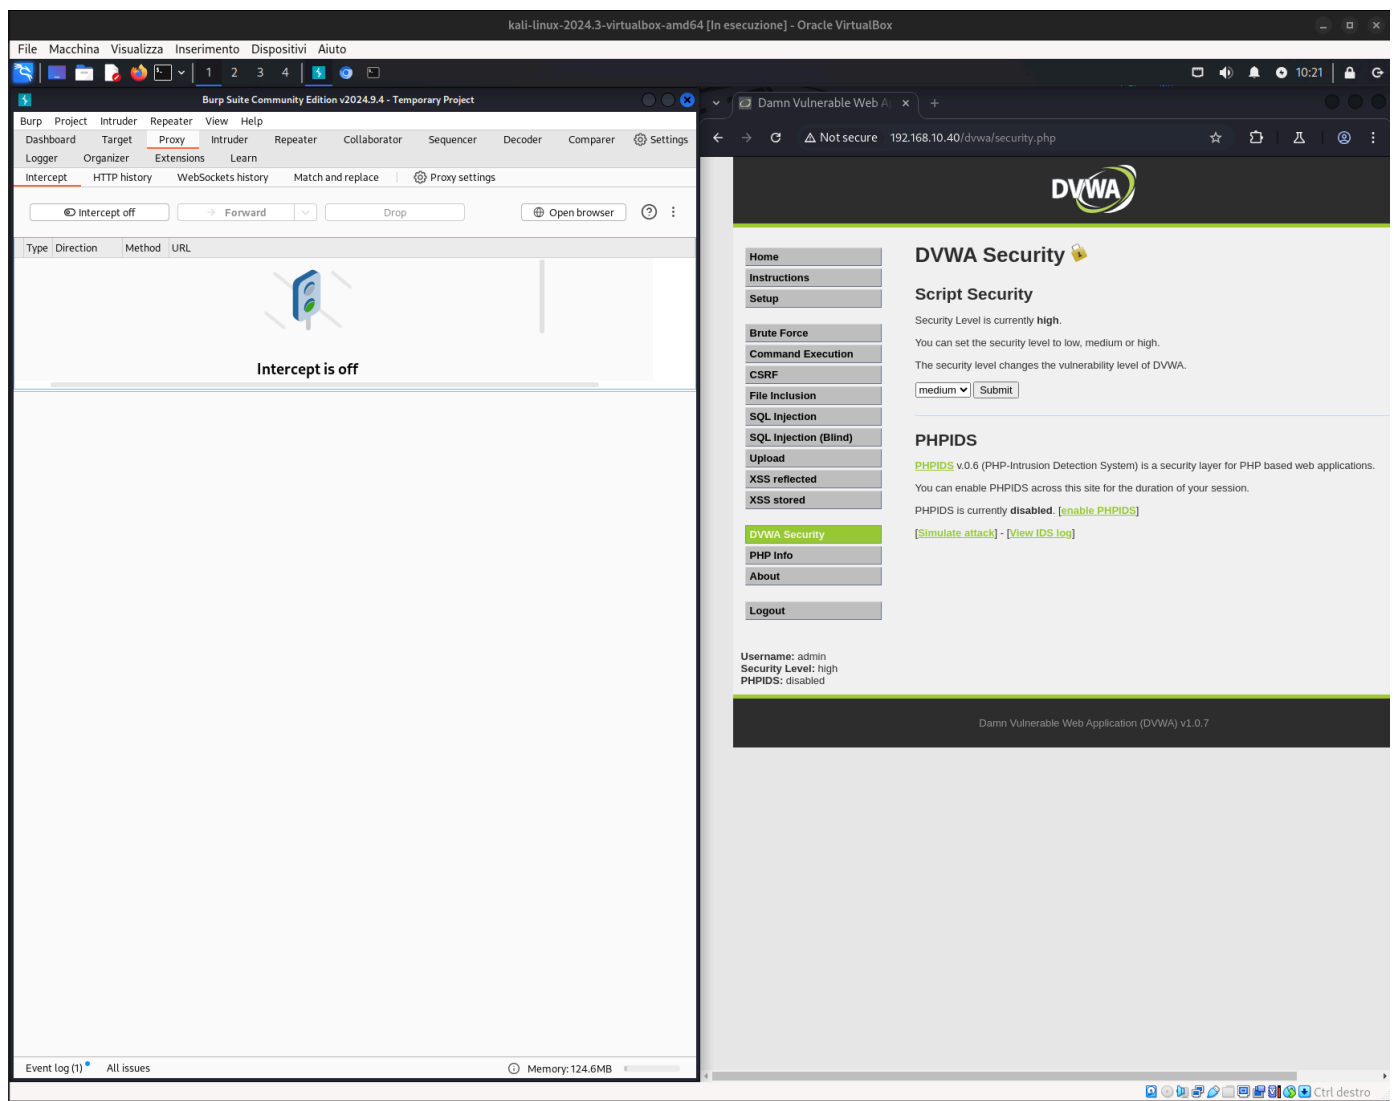 kali-linux-2024.3-virtualbox-amd64 [In esecuzione] - Oracle VirtualBox
File Macchina Visualizza Inserimento Dispositivi Aiuto
1 2 3 4
10:21
Burp Suite Community Edition v2024.9.4 - Temporary Project
Burp Project Intruder Repeater View Help
Dashboard Target Proxy Intruder Repeater Collaborator Sequencer Decoder Comparer Settings
Logger Organizer Extensions Learn
Intercept HTTP history WebSockets history Match and replace Proxy settings
Intercept off Forward Drop Open browser
Type Direction Method URL
Intercept is off
Event log (1) All issues
Memory: 124.6MB
Damn Vulnerable Web A
Not secure 192.168.10.40/dvwa/security.php
DVWA
Home
Instructions
Setup
Brute Force
Command Execution
CSRF
File Inclusion
SQL Injection
SQL Injection (Blind)
Upload
XSS reflected
XSS stored
DVWA Security
PHP Info
About
Logout
Username: admin
Security Level: high
PHPIDS: disabled
DVWA Security
Script Security
Security Level is currently high.
You can set the security level to low, medium or high.
The security level changes the vulnerability level of DVWA.
medium Submit
PHPIDS
PHPIDS v.0.6 (PHP-Intrusion Detection System) is a security layer for PHP based web applications.
You can enable PHPIDS across this site for the duration of your session.
PHPIDS is currently disabled. [enable PHPIDS]
[Simulate attack] - [View IDS log]
Damn Vulnerable Web Application (DVWA) v1.0.7
Ctrl destro